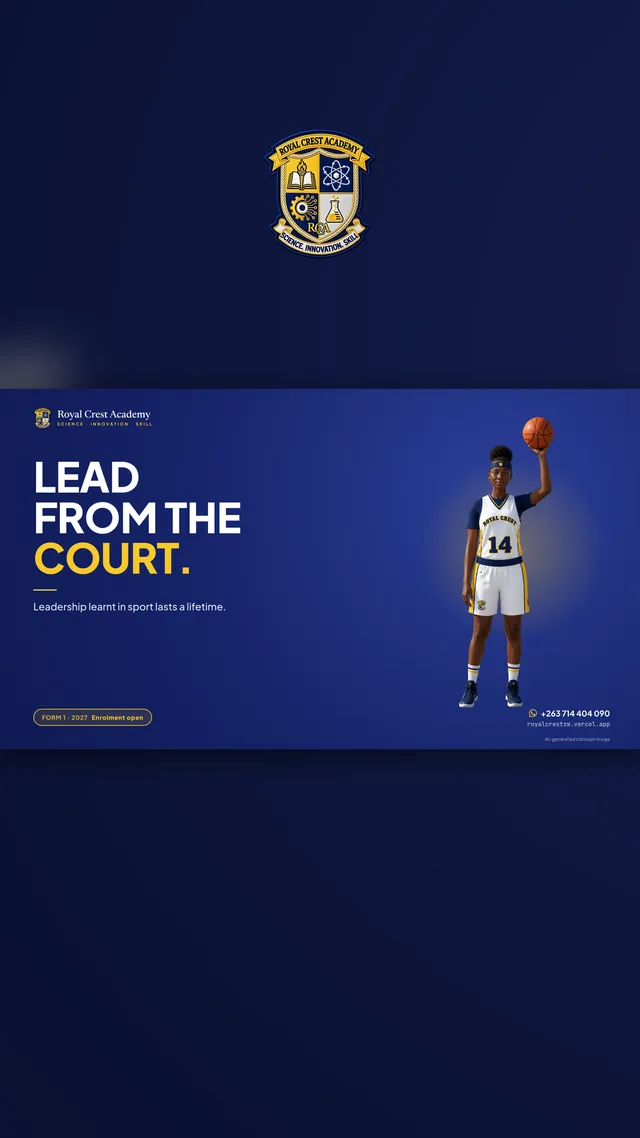 ROYAL CREST ACADEMY
RCA
SCIENCE. INNOVATION. SKILL
Royal Crest Academy
SCIENCE · INNOVATION · SKILL
LEAD
FROM THE
COURT.
Leadership learnt in sport lasts a lifetime.
ROYAL CREST
14
FORM 1 · 2027 Enrolment open
+263 714 404 090
royalcrestzw.vercel.app
AI-generated concept image